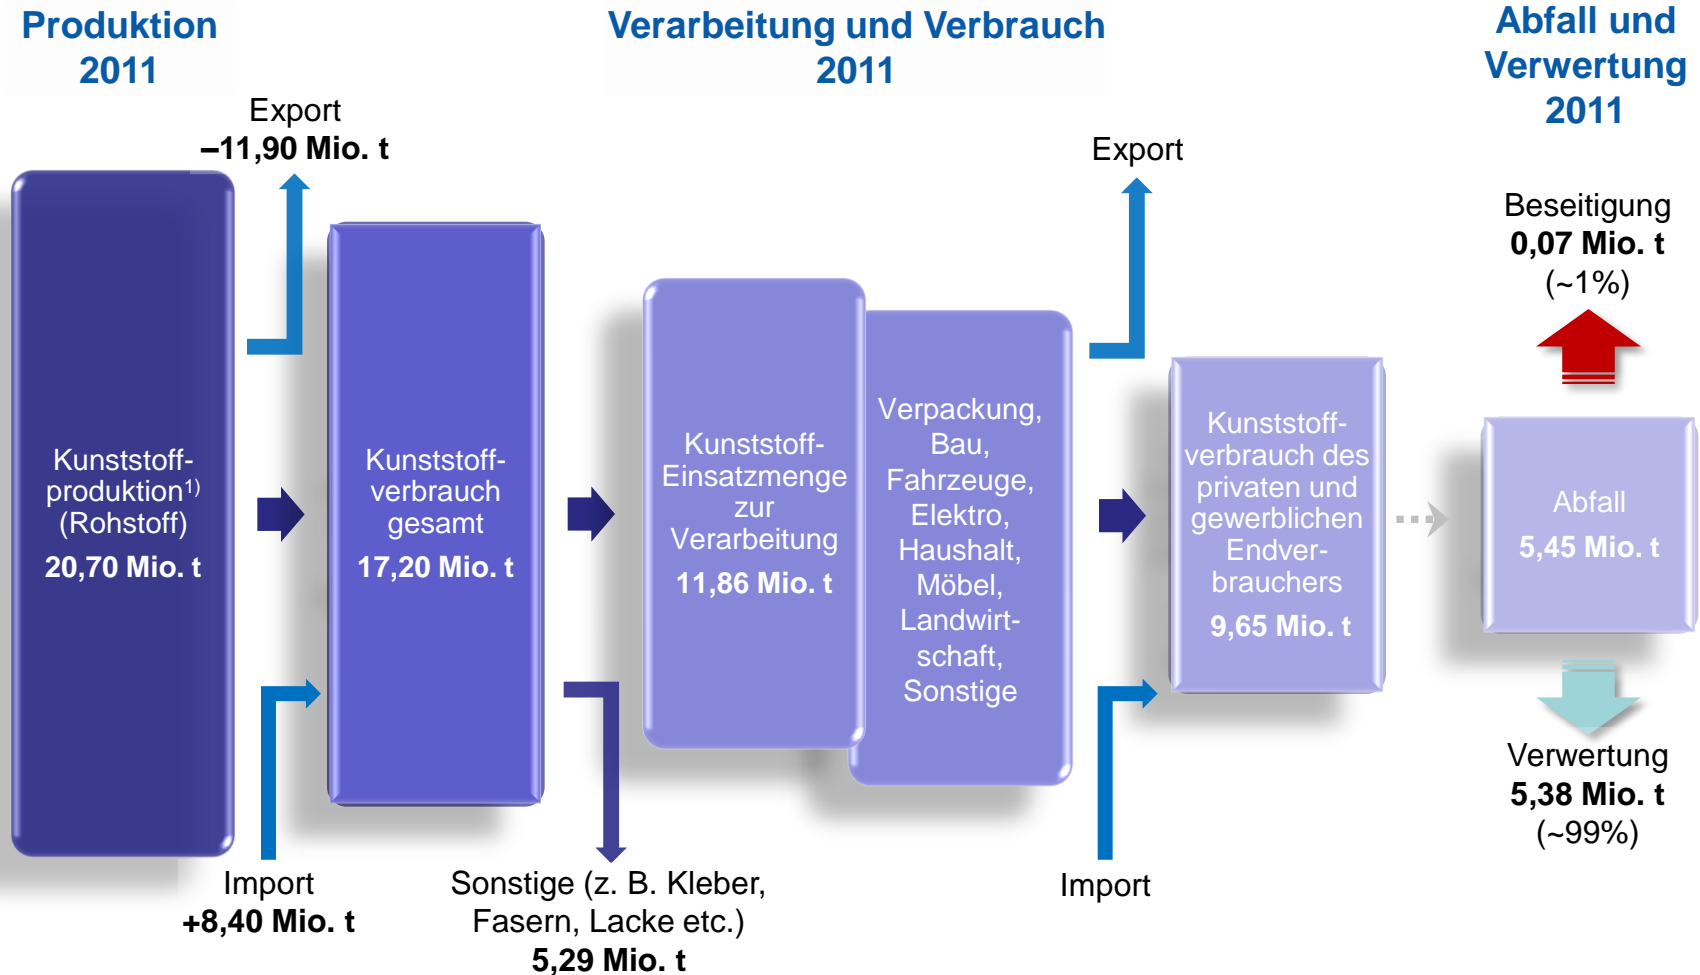 Produktion
2011
Verarbeitung und Verbrauch
2011
Abfall und
Verwertung
2011
Export
–11,90 Mio. t
Export
Beseitigung
0,07 Mio. t
(~1%)
Kunststoff-
produktion1)
(Rohstoff)
20,70 Mio. t
Kunststoff-
verbrauch
gesamt
17,20 Mio. t
Kunststoff-
Einsatzmenge
zur
Verarbeitung
11,86 Mio. t
Verpackung,
Bau,
Fahrzeuge,
Elektro,
Haushalt,
Möbel,
Landwirt-
schaft,
Sonstige
Kunststoff-
verbrauch des
privaten und
gewerblichen
Endver-
brauchers
9,65 Mio. t
Abfall
5,45 Mio. t
Verwertung
5,38 Mio. t
(~99%)
Import
+8,40 Mio. t
Sonstige (z. B. Kleber,
Fasern, Lacke etc.)
5,29 Mio. t
Import